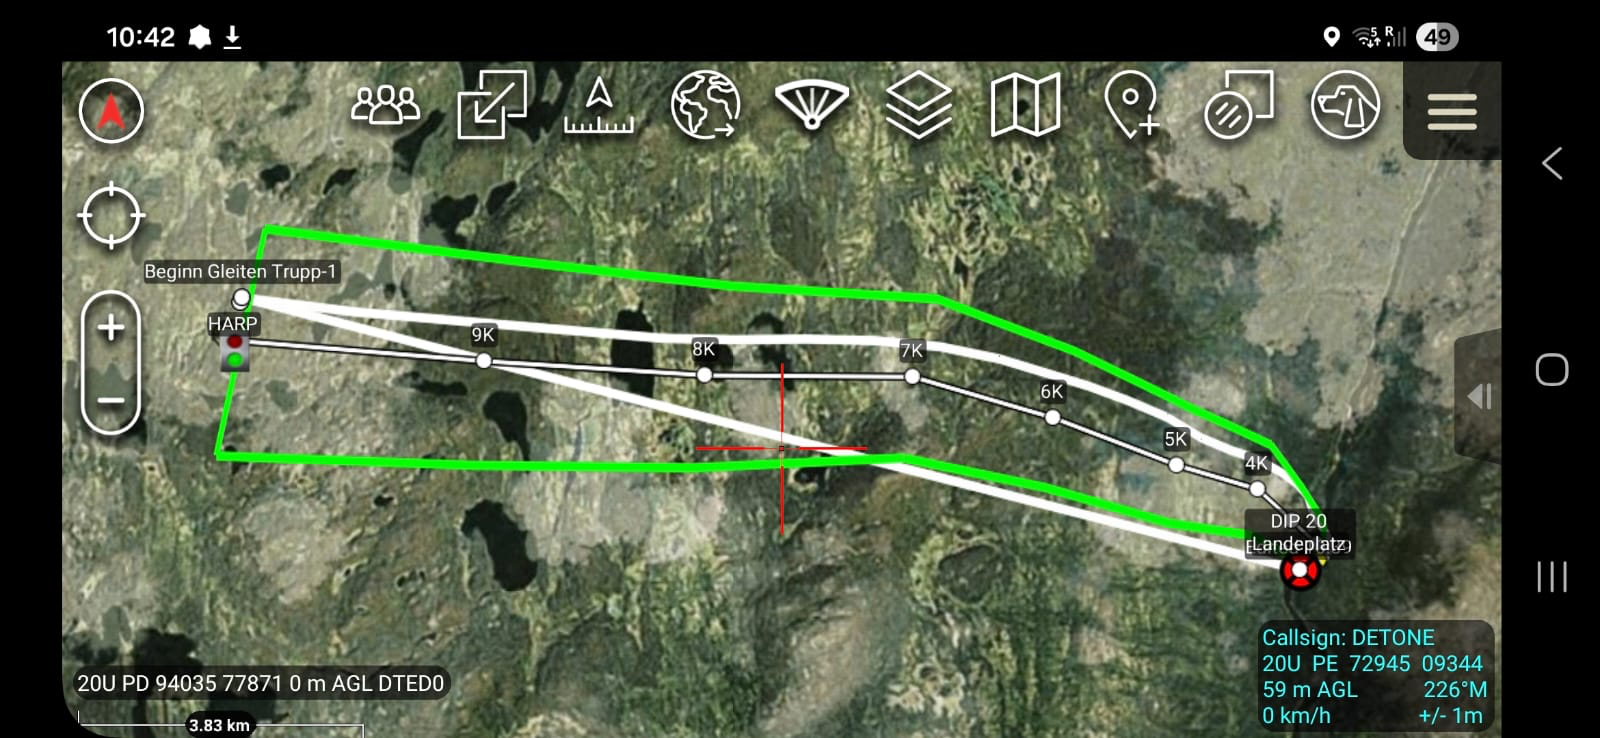 10:42
5
R
49
Beginn Gleiten Trupp-1
HARP
9K
8K
7K
6K
5K
4K
DIP 20
Landeplatz
Callsign: DETONE
20U PE 72945 09344
59 m AGL 226°M
0 km/h +/- 1m
20U PD 94035 77871 0 m AGL DTED0
3.83 km